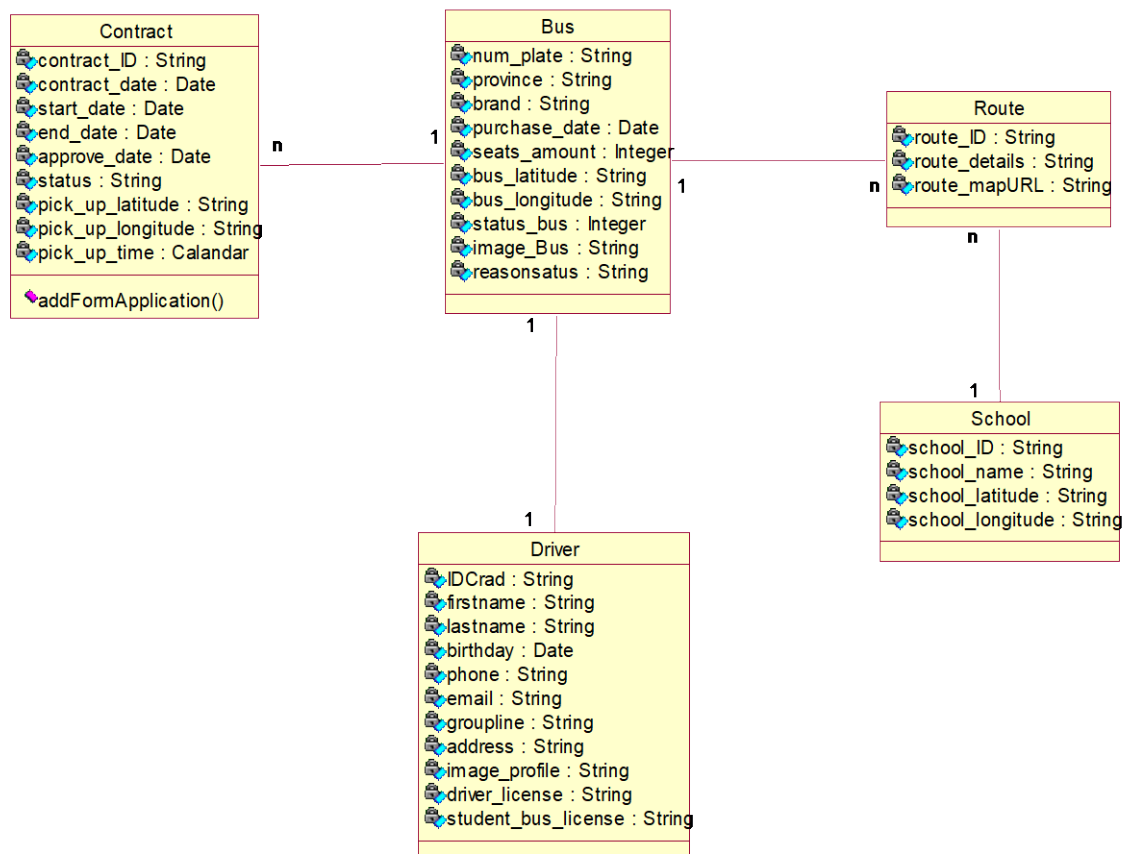 Contract
contract_ID : String
contract_date : Date
start_date : Date
end_date : Date
approve_date : Date
status : String
pick_up_latitude : String
pick_up_longitude : String
pick_up_time : Calandar
addFormApplication()
n
1
Bus
num_plate : String
province : String
brand : String
purchase_date : Date
seats_amount : Integer
bus_latitude : String
bus_longitude : String
status_bus : Integer
image_Bus : String
reasonsatus : String
1
n
Route
route_ID : String
route_details : String
route_mapURL : String
n
1
School
school_ID : String
school_name : String
school_latitude : String
school_longitude : String
1
1
Driver
IDCrad : String
firstname : String
lastname : String
birthday : Date
phone : String
email : String
groupline : String
address : String
image_profile : String
driver_license : String
student_bus_license : String